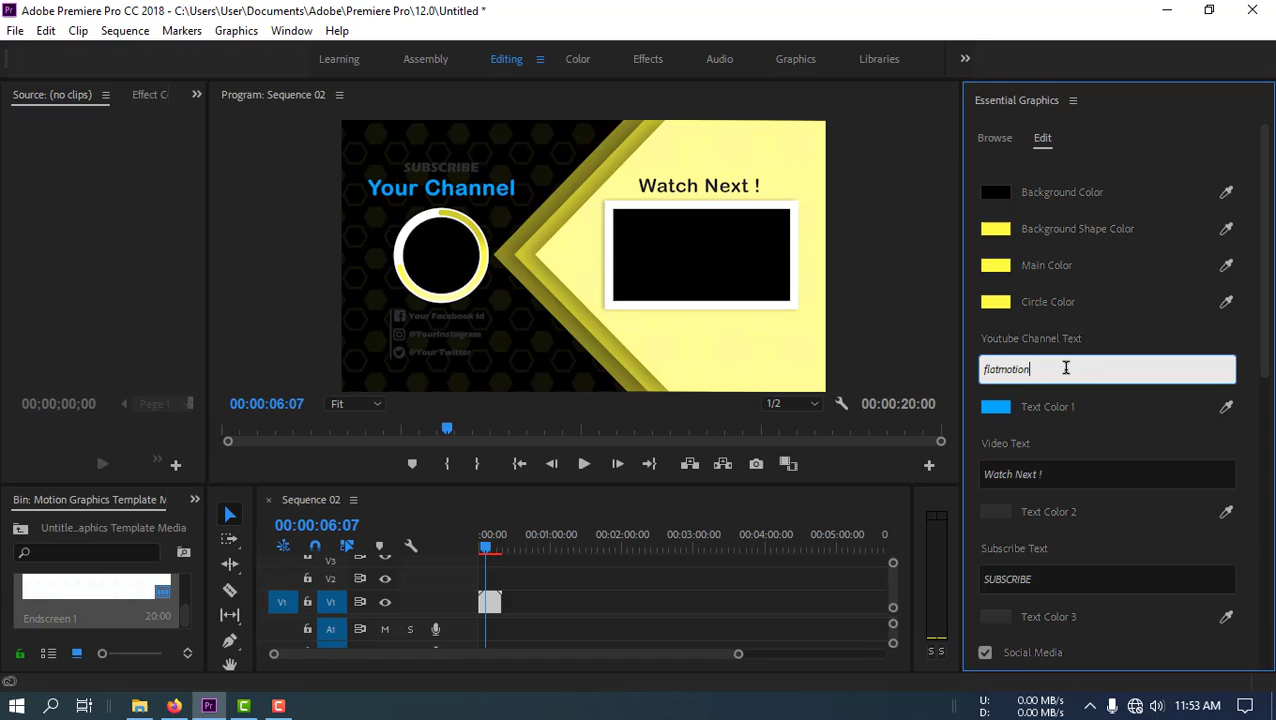 Adobe Premiere Pro CC 2018 - C:\Users\User\Documents\Adobe\Premiere Pro\12.0\Untitled *
File Edit Clip Sequence Markers Graphics Window Help
Learning Assembly Editing Color Effects Audio Graphics Libraries
Source: (no clips) Effect C
Program: Sequence 02
SUBSCRIBE
Your Channel
Watch Next !
Your Facebook Id
@YourInstagram
@Your Twitter
00;00;00;00 Page 1
00:00:06:07 Fit 1/2 00:00:20:00
Essential Graphics
Browse Edit
Background Color
Background Shape Color
Main Color
Circle Color
Youtube Channel Text
flatmotion
Text Color 1
Video Text
Watch Next !
Text Color 2
Subscribe Text
SUBSCRIBE
Text Color 3
Social Media
Bin: Motion Graphics Template M
Untitle..aphics Template Media
Endscreen 1 20:00
Sequence 02
00:00:06:07
:00:00 00:01:00:00 00:02:00:00 00:03:00:00 00:04:00:00 00:05:00:00 0
V3
V2
V1 V1
A1 M S
S S
U: 0.00 MB/s
D: 0.00 MB/s
11:53 AM